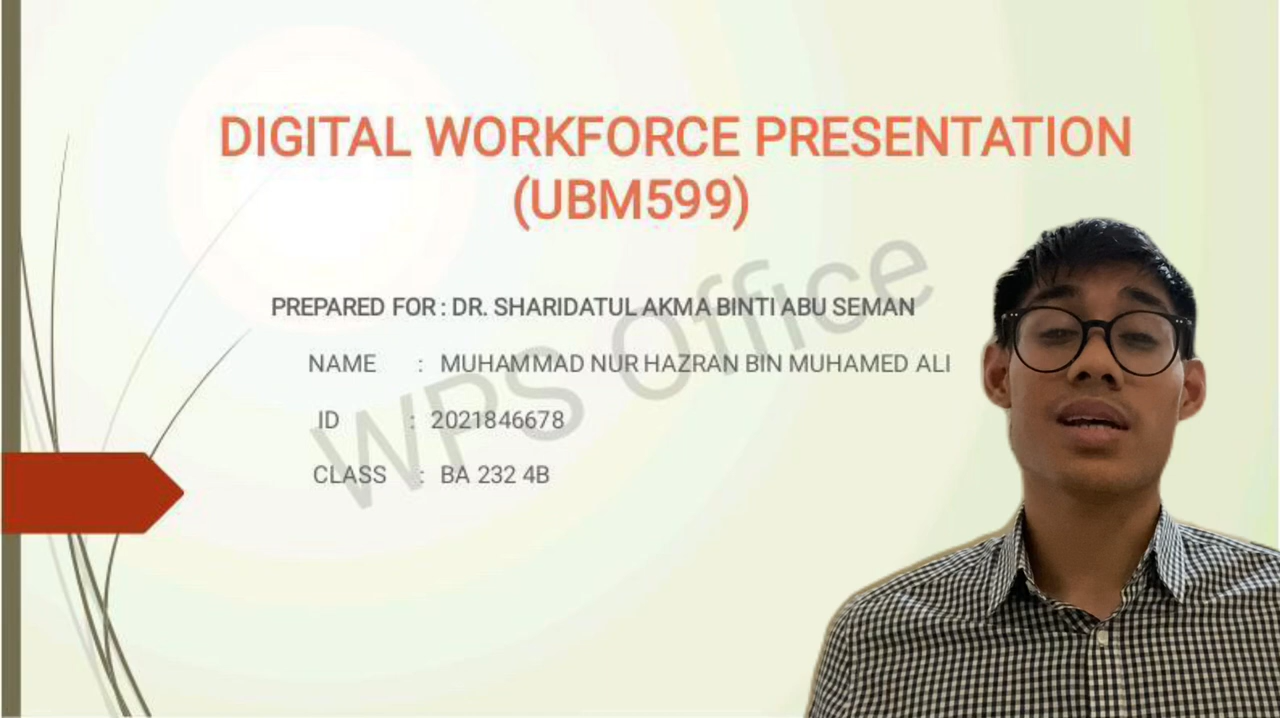 DIGITAL WORKFORCE PRESENTATION
(UBM599)
PREPARED FOR : DR. SHARIDATUL AKMA BINTI ABU SEMAN
NAME : MUHAMMAD NUR HAZRAN BIN MUHAMED ALI
ID : 2021846678
CLASS : BA 232 4B
WPS Office